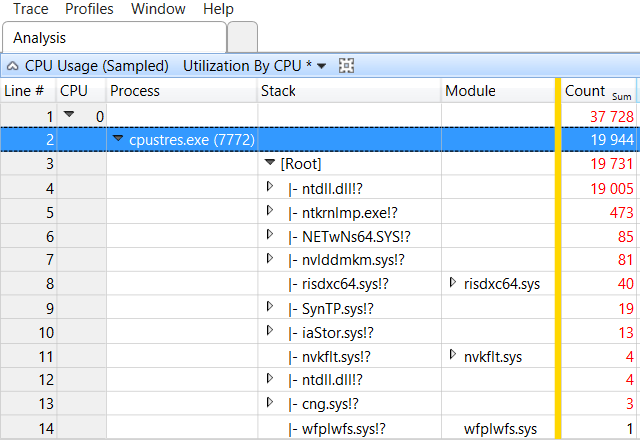 Trace Profiles Window Help
Analysis
CPU Usage (Sampled) Utilization By CPU *
Line # CPU Process Stack Module Count Sum
1 0 37 728
2 cpustres.exe (7772) 19 944
3 [Root] 19 731
4 |- ntdll.dll!? 19 005
5 |- ntkrnlmp.exe!? 473
6 |- NETwNs64.SYS!? 85
7 |- nvlddmkm.sys!? 81
8 |- risdxc64.sys!? risdxc64.sys 40
9 |- SynTP.sys!? 19
10 |- iaStor.sys!? 13
11 |- nvkflt.sys!? nvkflt.sys 4
12 |- ntdll.dll!? 4
13 |- cng.sys!? 3
14 |- wfplwfs.sys!? wfplwfs.sys 1